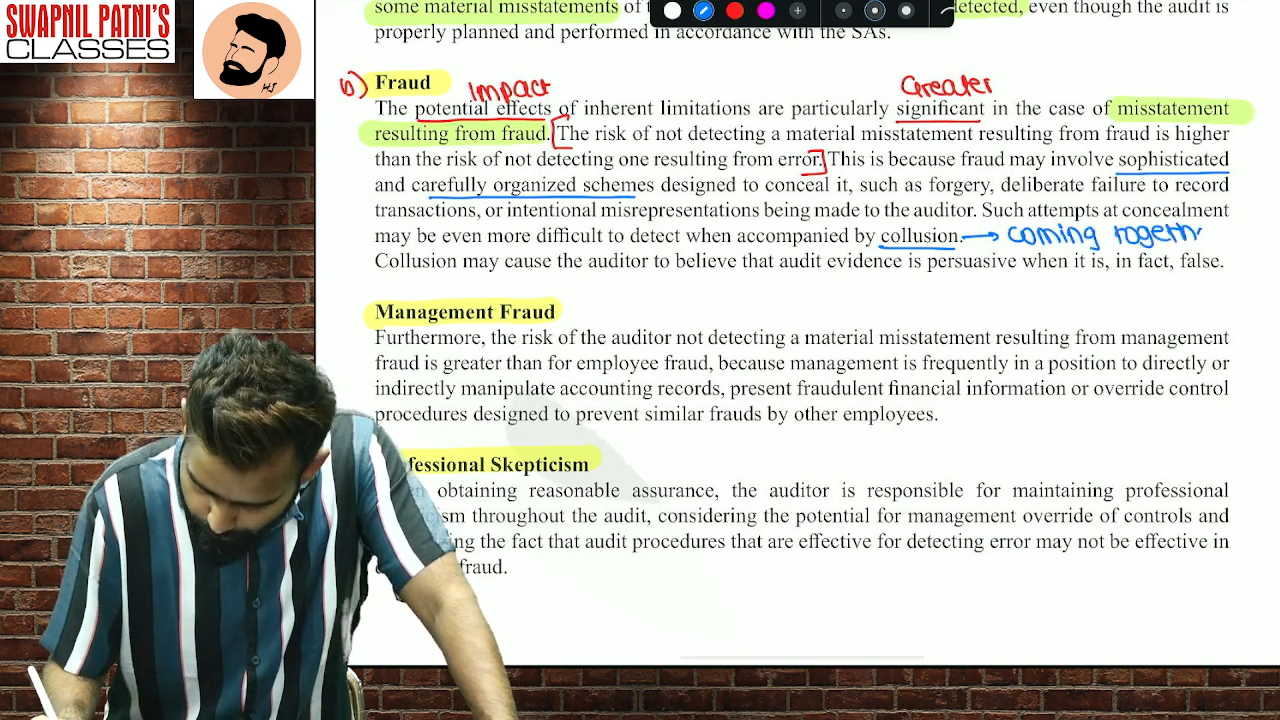 SWAPNIL PATNI'S
CLASSES
HJ
some material misstatements of
detected, even though the audit is
properly planned and performed in accordance with the SAs.
b) Fraud
Impact
Greater
The potential effects of inherent limitations are particularly significant in the case of misstatement
resulting from fraud. [The risk of not detecting a material misstatement resulting from fraud is higher
than the risk of not detecting one resulting from error.] This is because fraud may involve sophisticated
and carefully organized schemes designed to conceal it, such as forgery, deliberate failure to record
transactions, or intentional misrepresentations being made to the auditor. Such attempts at concealment
may be even more difficult to detect when accompanied by collusion. → coming togeth
Collusion may cause the auditor to believe that audit evidence is persuasive when it is, in fact, false.
Management Fraud
Furthermore, the risk of the auditor not detecting a material misstatement resulting from management
fraud is greater than for employee fraud, because management is frequently in a position to directly or
indirectly manipulate accounting records, present fraudulent financial information or override control
procedures designed to prevent similar frauds by other employees.
fessional Skepticism
obtaining reasonable assurance, the auditor is responsible for maintaining professional
ism throughout the audit, considering the potential for management override of controls and
ing the fact that audit procedures that are effective for detecting error may not be effective in
fraud.